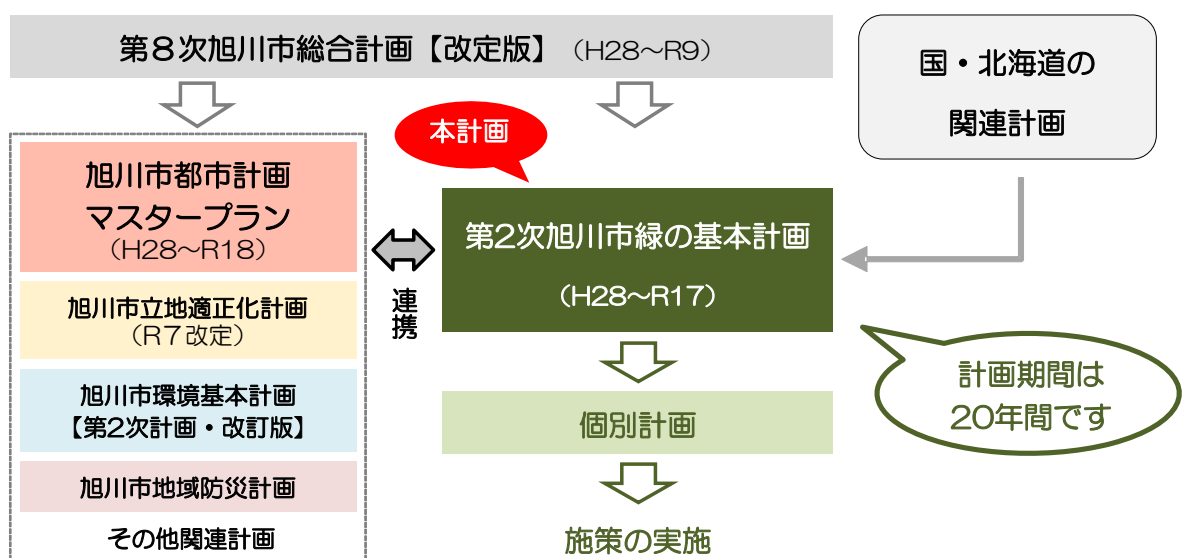 第８次旭川市総合計画【改定版】（H28～R9）
国・北海道の
関連計画
本計画
旭川市都市計画
マスタープラン
（H28～R18）
旭川市立地適正化計画
（R７改定）
旭川市環境基本計画
【第2次計画・改訂版】
旭川市地域防災計画
その他関連計画
連携
第2次旭川市緑の基本計画
（H28～R17）
計画期間は
20年間です
個別計画
施策の実施